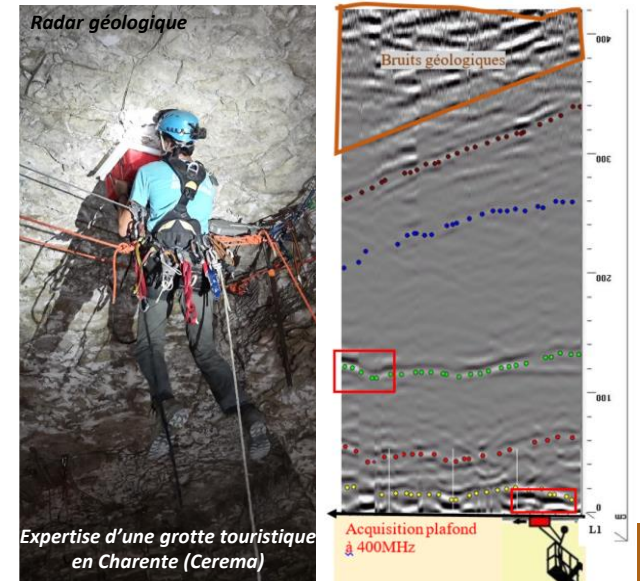 Radar géologique
Expertise d'une grotte touristique
en Charente (Cerema)
Bruits géologiques
400
300
200
100
0
cm
L1
Acquisition plafond
à 400MHz